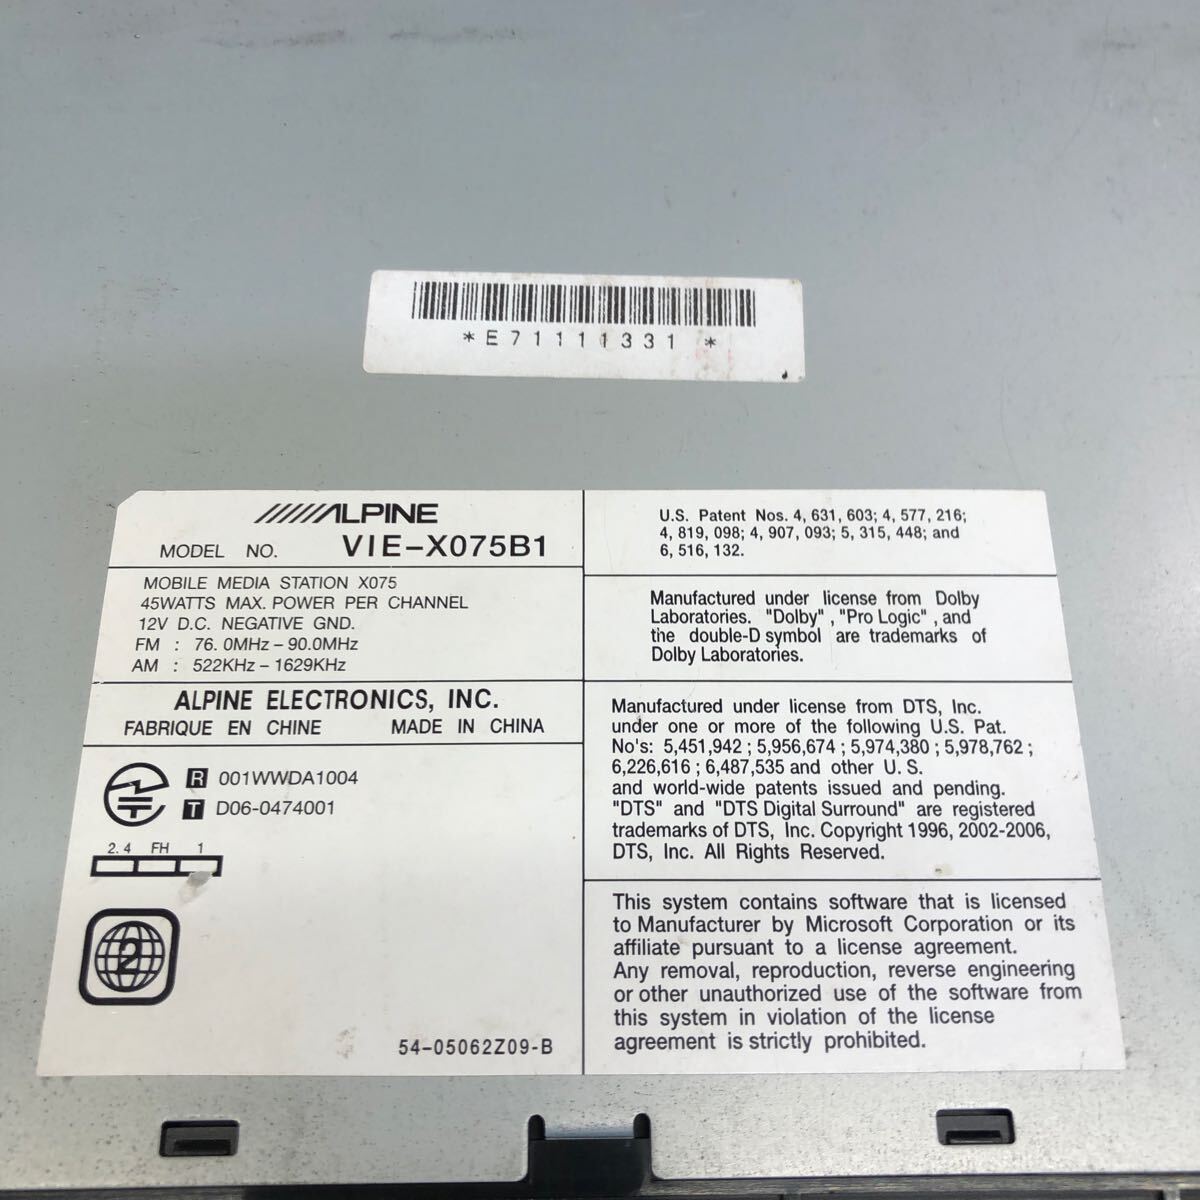 *E71111331*
ALPINE
MODEL NO. VIE-X075B1
MOBILE MEDIA STATION X075
45WATTS MAX. POWER PER CHANNEL
12V D.C. NEGATIVE GND.
FM : 76.0MHz-90.0MHz
AM : 522KHz-1629KHz
ALPINE ELECTRONICS, INC.
FABRIQUE EN CHINE MADE IN CHINA
R 001WWDA1004
T D06-0474001
2.4 FH 1
2
54-05062Z09-B
U.S. Patent Nos. 4, 631, 603; 4, 577, 216;
4, 819, 098; 4, 907, 093; 5, 315, 448; and
6, 516, 132.
Manufactured under license from Dolby
Laboratories. "Dolby", "Pro Logic", and
the double-D symbol are trademarks of
Dolby Laboratories.
Manufactured under license from DTS, Inc.
under one or more of the following U.S. Pat.
No's: 5,451,942 ; 5,956,674 ; 5,974,380 ; 5,978,762 ;
6,226,616 ; 6,487,535 and other U. S.
and world-wide patents issued and pending.
"DTS" and "DTS Digital Surround" are registered
trademarks of DTS, Inc. Copyright 1996, 2002-2006,
DTS, Inc. All Rights Reserved.
This system contains software that is licensed
to Manufacturer by Microsoft Corporation or its
affiliate pursuant to a license agreement.
Any removal, reproduction, reverse engineering
or other unauthorized use of the software from
this system in violation of the license
agreement is strictly prohibited.